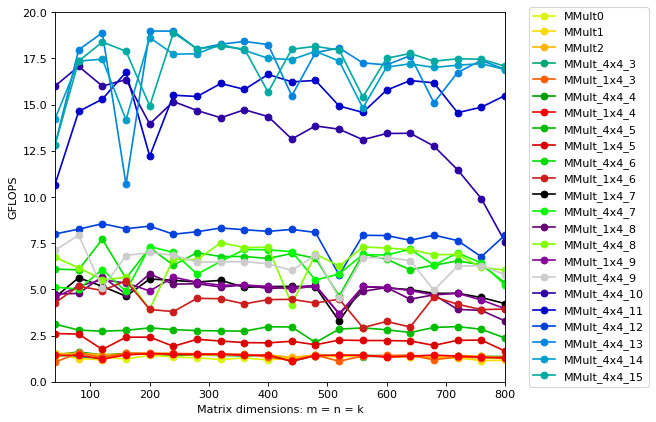 20.0
17.5
15.0
12.5
10.0
7.5
5.0
2.5
0.0
GFLOPS
100 200 300 400 500 600 700 800
Matrix dimensions: m = n = k
MMult0
MMult1
MMult2
MMult_4x4_3
MMult_1x4_3
MMult_4x4_4
MMult_1x4_4
MMult_4x4_5
MMult_1x4_5
MMult_4x4_6
MMult_1x4_6
MMult_1x4_7
MMult_4x4_7
MMult_1x4_8
MMult_4x4_8
MMult_1x4_9
MMult_4x4_9
MMult_4x4_10
MMult_4x4_11
MMult_4x4_12
MMult_4x4_13
MMult_4x4_14
MMult_4x4_15